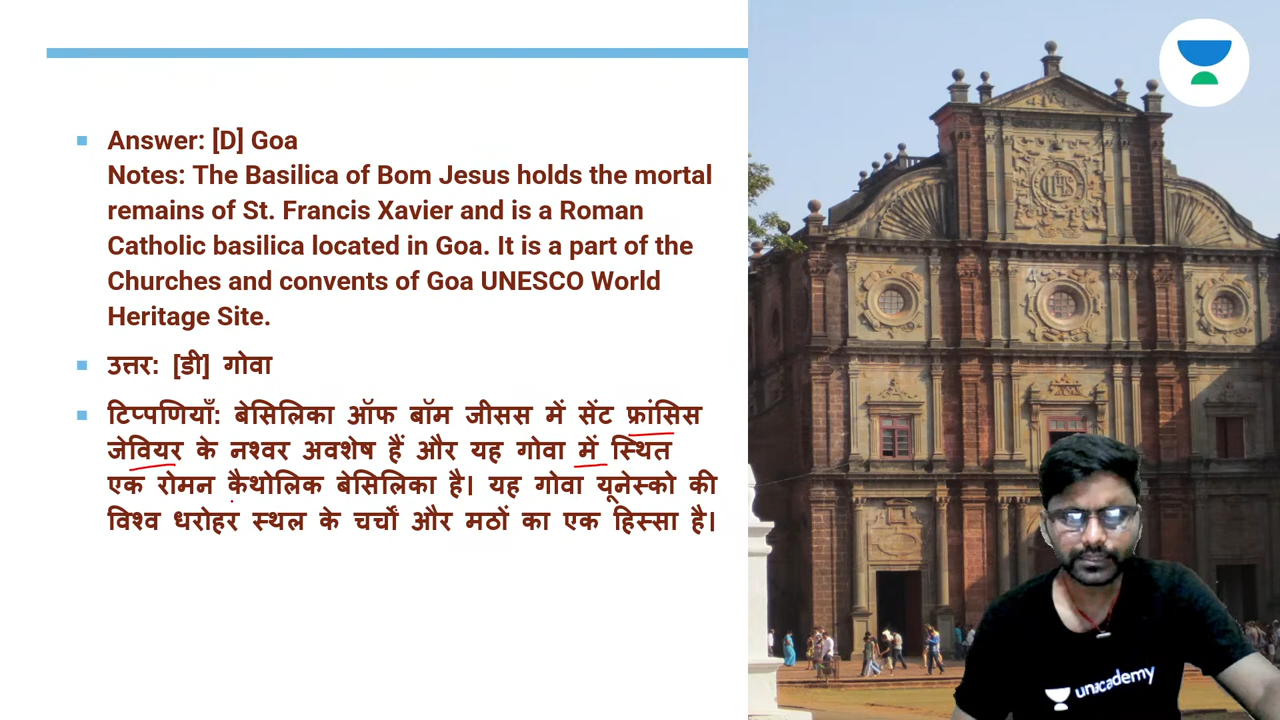 Answer: [D] Goa
Notes: The Basilica of Bom Jesus holds the mortal
remains of St. Francis Xavier and is a Roman
Catholic basilica located in Goa. It is a part of the
Churches and convents of Goa UNESCO World
Heritage Site.
उत्तर: [डी] गोवा
टिप्पणियाँ: बेसिलिका ऑफ बॉम जीसस में सेंट फ्रांसिस
जेवियर के नश्वर अवशेष हैं और यह गोवा में स्थित
एक रोमन कैथोलिक बेसिलिका है। यह गोवा यूनेस्को की
विश्व धरोहर स्थल के चर्चों और मठों का एक हिस्सा है।
IHS
unacademy